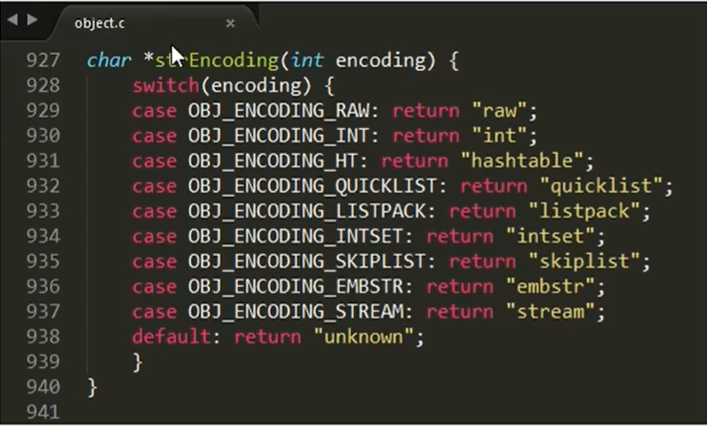 object.c ×
927 char *strEncoding(int encoding) {
928 switch(encoding) {
929 case OBJ_ENCODING_RAW: return "raw";
930 case OBJ_ENCODING_INT: return "int";
931 case OBJ_ENCODING_HT: return "hashtable";
932 case OBJ_ENCODING_QUICKLIST: return "quicklist";
933 case OBJ_ENCODING_LISTPACK: return "listpack";
934 case OBJ_ENCODING_INTSET: return "intset";
935 case OBJ_ENCODING_SKIPLIST: return "skiplist";
936 case OBJ_ENCODING_EMBSTR: return "embstr";
937 case OBJ_ENCODING_STREAM: return "stream";
938 default: return "unknown";
939 }
940 }
941